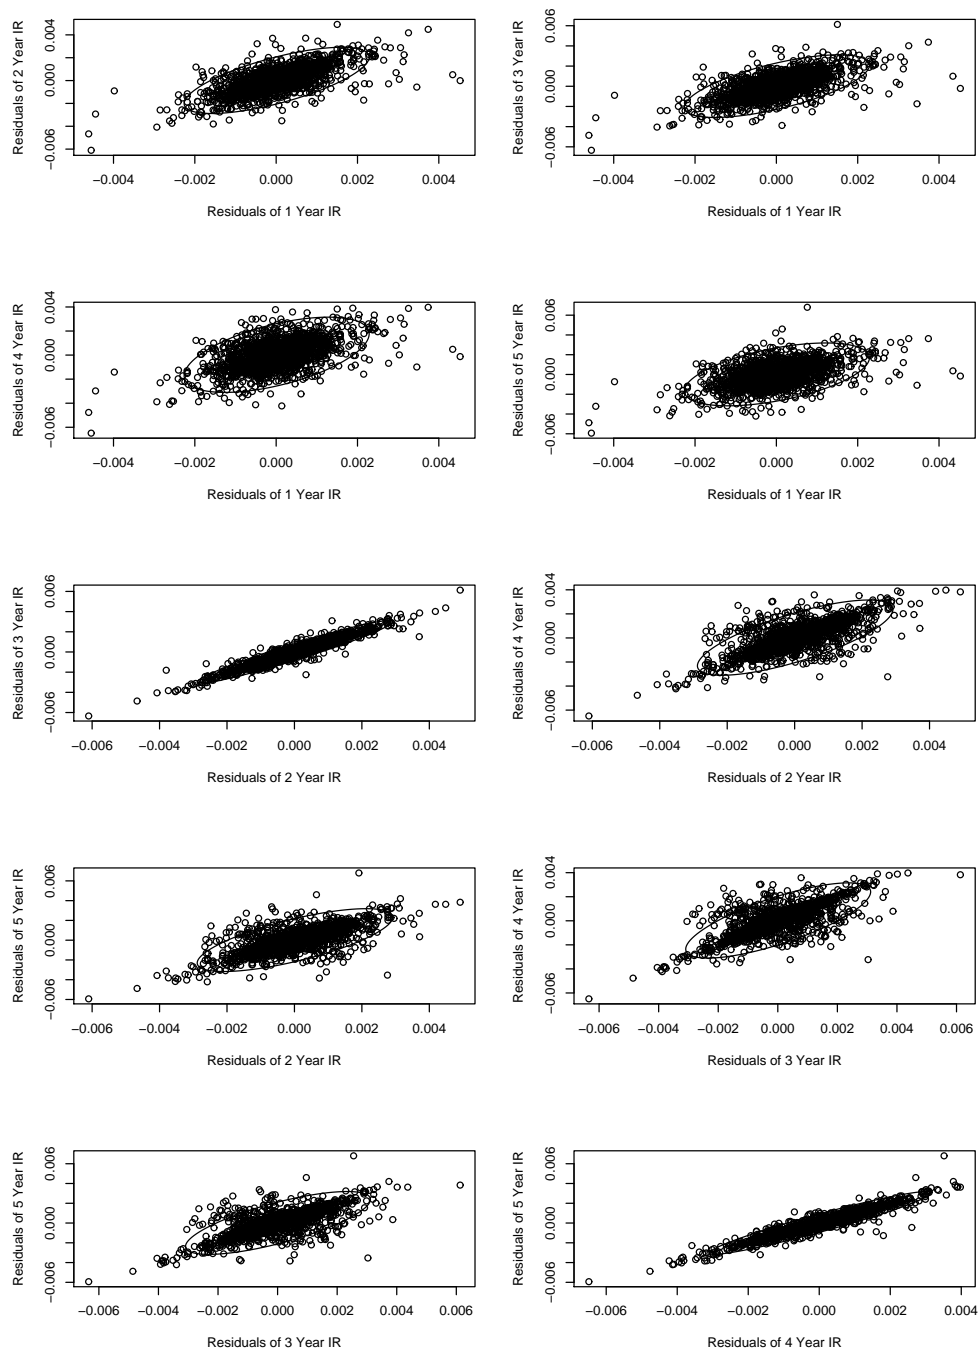 Residuals of 2 Year IR
−0.006 0.000 0.004
−0.004 −0.002 0.000 0.002 0.004
Residuals of 1 Year IR
Residuals of 3 Year IR
−0.006 0.000 0.006
−0.004 −0.002 0.000 0.002 0.004
Residuals of 1 Year IR
Residuals of 4 Year IR
−0.006 0.000 0.004
−0.004 −0.002 0.000 0.002 0.004
Residuals of 1 Year IR
Residuals of 5 Year IR
−0.006 0.000 0.006
−0.004 −0.002 0.000 0.002 0.004
Residuals of 1 Year IR
Residuals of 3 Year IR
−0.006 0.000 0.006
−0.006 −0.004 −0.002 0.000 0.002 0.004
Residuals of 2 Year IR
Residuals of 4 Year IR
−0.006 0.000 0.004
−0.006 −0.004 −0.002 0.000 0.002 0.004
Residuals of 2 Year IR
Residuals of 5 Year IR
−0.006 0.000 0.006
−0.006 −0.004 −0.002 0.000 0.002 0.004
Residuals of 2 Year IR
Residuals of 4 Year IR
−0.006 0.000 0.004
−0.006 −0.004 −0.002 0.000 0.002 0.004 0.006
Residuals of 3 Year IR
Residuals of 5 Year IR
−0.006 0.000 0.006
−0.006 −0.004 −0.002 0.000 0.002 0.004 0.006
Residuals of 3 Year IR
Residuals of 5 Year IR
−0.006 0.000 0.006
−0.006 −0.004 −0.002 0.000 0.002 0.004
Residuals of 4 Year IR